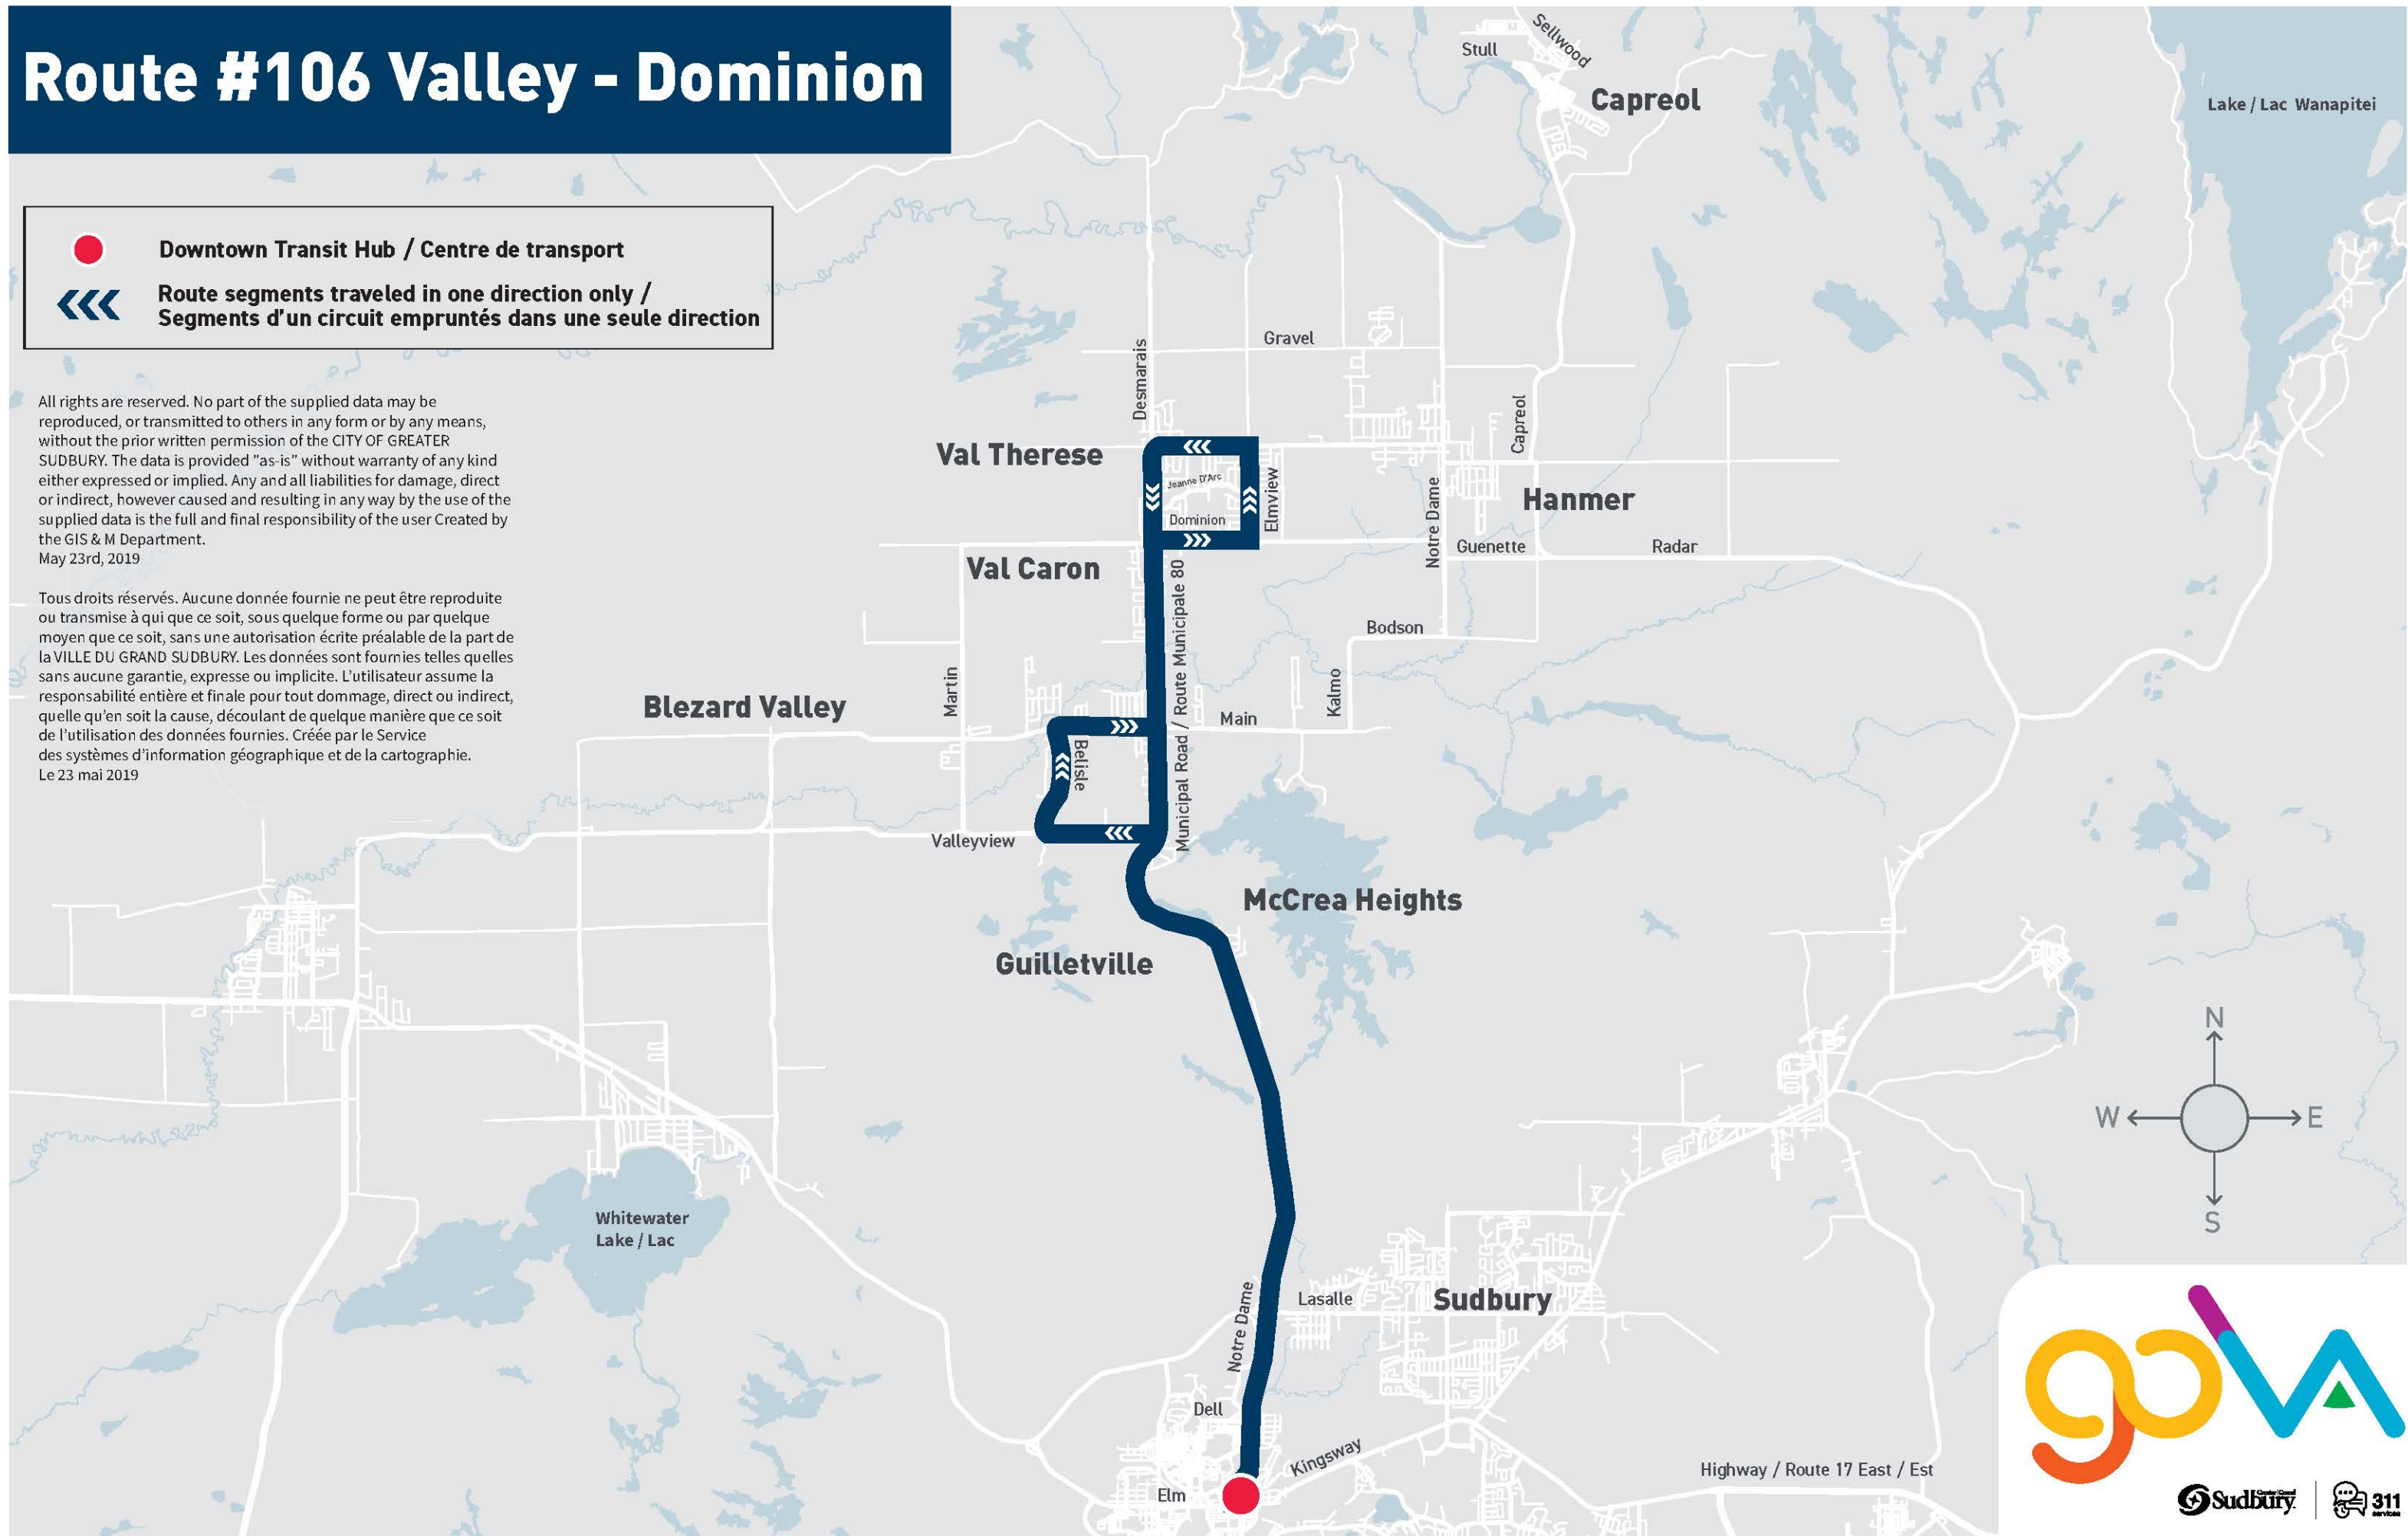 Route #106 Valley - Dominion
Downtown Transit Hub / Centre de transport
Route segments traveled in one direction only /
Segments d'un circuit empruntés dans une seule direction
All rights are reserved. No part of the supplied data may be
reproduced, or transmitted to others in any form or by any means,
without the prior written permission of the CITY OF GREATER
SUDBURY. The data is provided "as-is" without warranty of any kind
either expressed or implied. Any and all liabilities for damage, direct
or indirect, however caused and resulting in any way by the use of the
supplied data is the full and final responsibility of the user Created by
the GIS & M Department.
May 23rd, 2019
Tous droits réservés. Aucune donnée fournie ne peut être reproduite
ou transmise à qui que ce soit, sous quelque forme ou par quelque
moyen que ce soit, sans une autorisation écrite préalable de la part de
la VILLE DU GRAND SUDBURY. Les données sont fournies telles quelles
sans aucune garantie, expresse ou implicite. L'utilisateur assume la
responsabilité entière et finale pour tout dommage, direct ou indirect,
quelle qu'en soit la cause, découlant de quelque manière que ce soit
de l'utilisation des données fournies. Créée par le Service
des systèmes d'information géographique et de la cartographie.
Le 23 mai 2019
Sellwood
Stull
Capreol
Lake / Lac Wanapitei
Gravel
Desmarais
Capreol
Val Therese
Jeanne D'Arc
Elmview
Notre Dame
Hanmer
Dominion
Guenette
Radar
Val Caron
Municipal Road / Route Municipale 80
Bodson
Martin
Kalmo
Blezard Valley
Main
Belisle
Valleyview
McCrea Heights
Guilletville
N
W
E
S
Whitewater
Lake / Lac
Notre Dame
Lasalle
Sudbury
Dell
Kingsway
Elm
Highway / Route 17 East / Est
gova
Sudbury
311
services